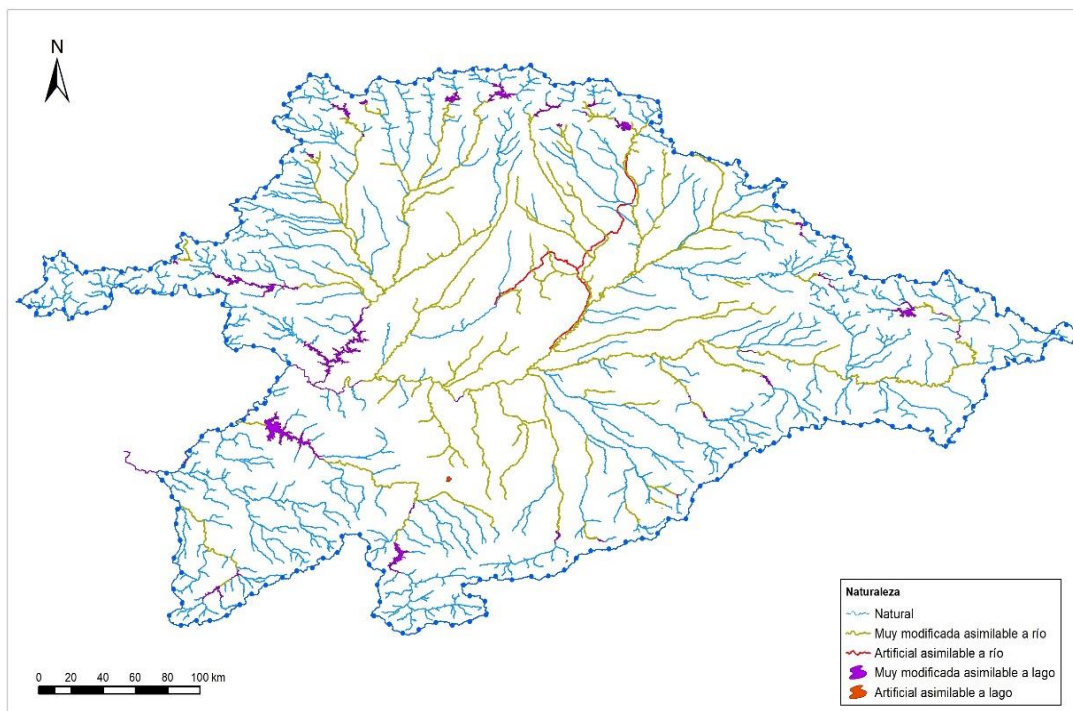 N
0 20 40 60 80 100 km
Naturaleza
Natural
Muy modificada asimilable a río
Artificial asimilable a río
Muy modificada asimilable a lago
Artificial asimilable a lago